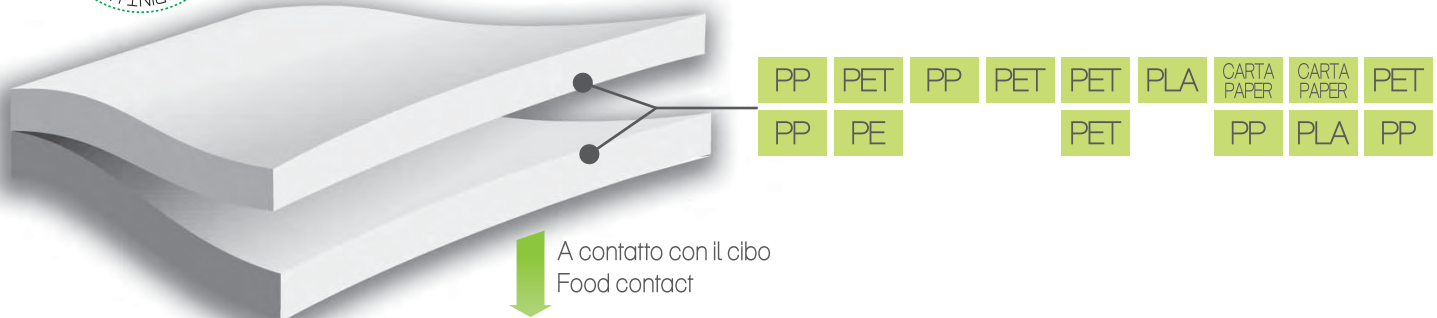 PP PET PP PET PET PLA CARTA PAPER CARTA PAPER PET
PP PE PET PP PLA PP
A contatto con il cibo
Food contact